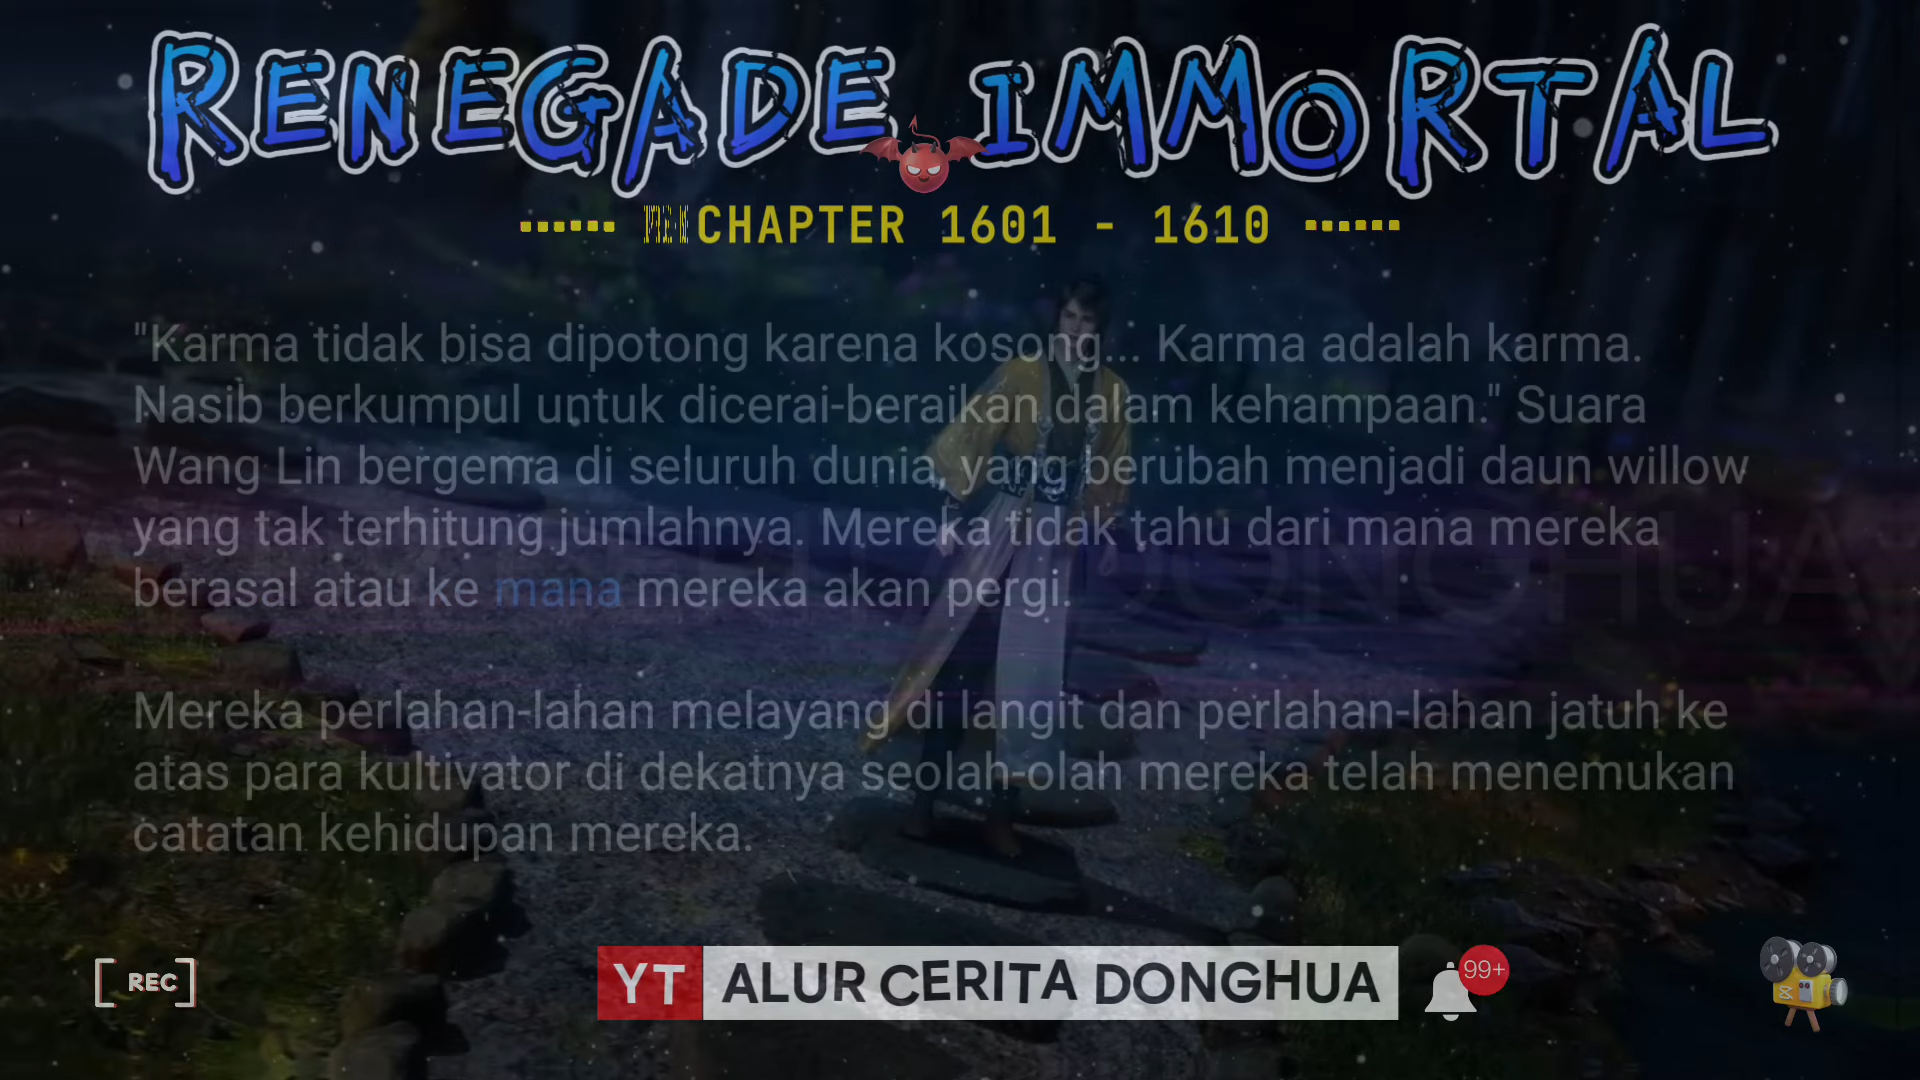 RENEGADE IMMORTAL
CHAPTER 1601 - 1610
"Karma tidak bisa dipotong karena kosong... Karma adalah karma.
Nasib berkumpul untuk dicerai-beraikan dalam kehampaan." Suara
Wang Lin bergema di seluruh dunia, yang berubah menjadi daun willow
yang tak terhitung jumlahnya. Mereka tidak tahu dari mana mereka
berasal atau ke mana mereka akan pergi.
DONGHUA
Mereka perlahan-lahan melayang di langit dan perlahan-lahan jatuh ke
atas para kultivator di dekatnya seolah-olah mereka telah menemukan
catatan kehidupan mereka.
REC
YT ALUR CERITA DONGHUA
99+